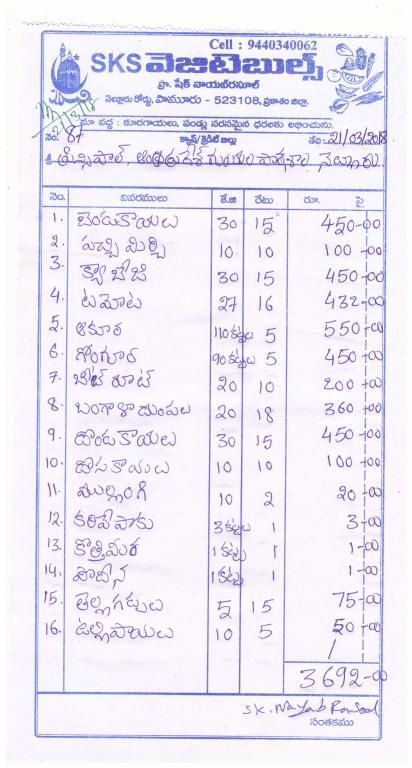 Cell : 9440340062
SKS వెజిటెబుల్స్
ప్రొ. షేక్ నాయబ్‌రసూల్
నెల్లూరు రోడ్డు, పామూరు - 523108, ప్రకాశం జిల్లా.
మా వద్ద : కూరగాయలు, పండ్లు సరసమైన ధరలకు లభించును.
నెం. 87 క్యాష్/క్రెడిట్ బిల్లు తేది: 21/03/2018
శ్రీ ప్రిన్సిపాల్, ఆంధ్రప్రదేశ్ గురుకుల పాఠశాల
నెం. వివరములు కే.జి రేటు రూ. పై
1. బెండకాయలు 30 15 450-00
2. పచ్చి మిర్చి 10 10 100-00
3. క్యాబేజి 30 15 450-00
4. టమోట 27 16 432-00
5. ఆకూర 110 కట్టలు 5 550-00
6. గోంగూర 90 కట్టలు 5 450-00
7. బీట్ రూట్ 20 10 200-00
8. బంగాళాదుంపలు 20 18 360-00
9. దొండకాయలు 30 15 450-00
10. దోసకాయలు 10 10 100-00
11. ముల్లంగి 10 2 20-00
12. కరివేపాకు 3 కట్టలు 1 3-00
13. కొత్తిమీర 1 కట్ట 1 1-00
14. పొదీన 1 కట్ట 1 1-00
15. తెల్లగడ్డలు 5 15 75-00
16. ఉల్లిపాయలు 10 5 50-00
3692-00
SK. Nayab Rasool
సంతకము